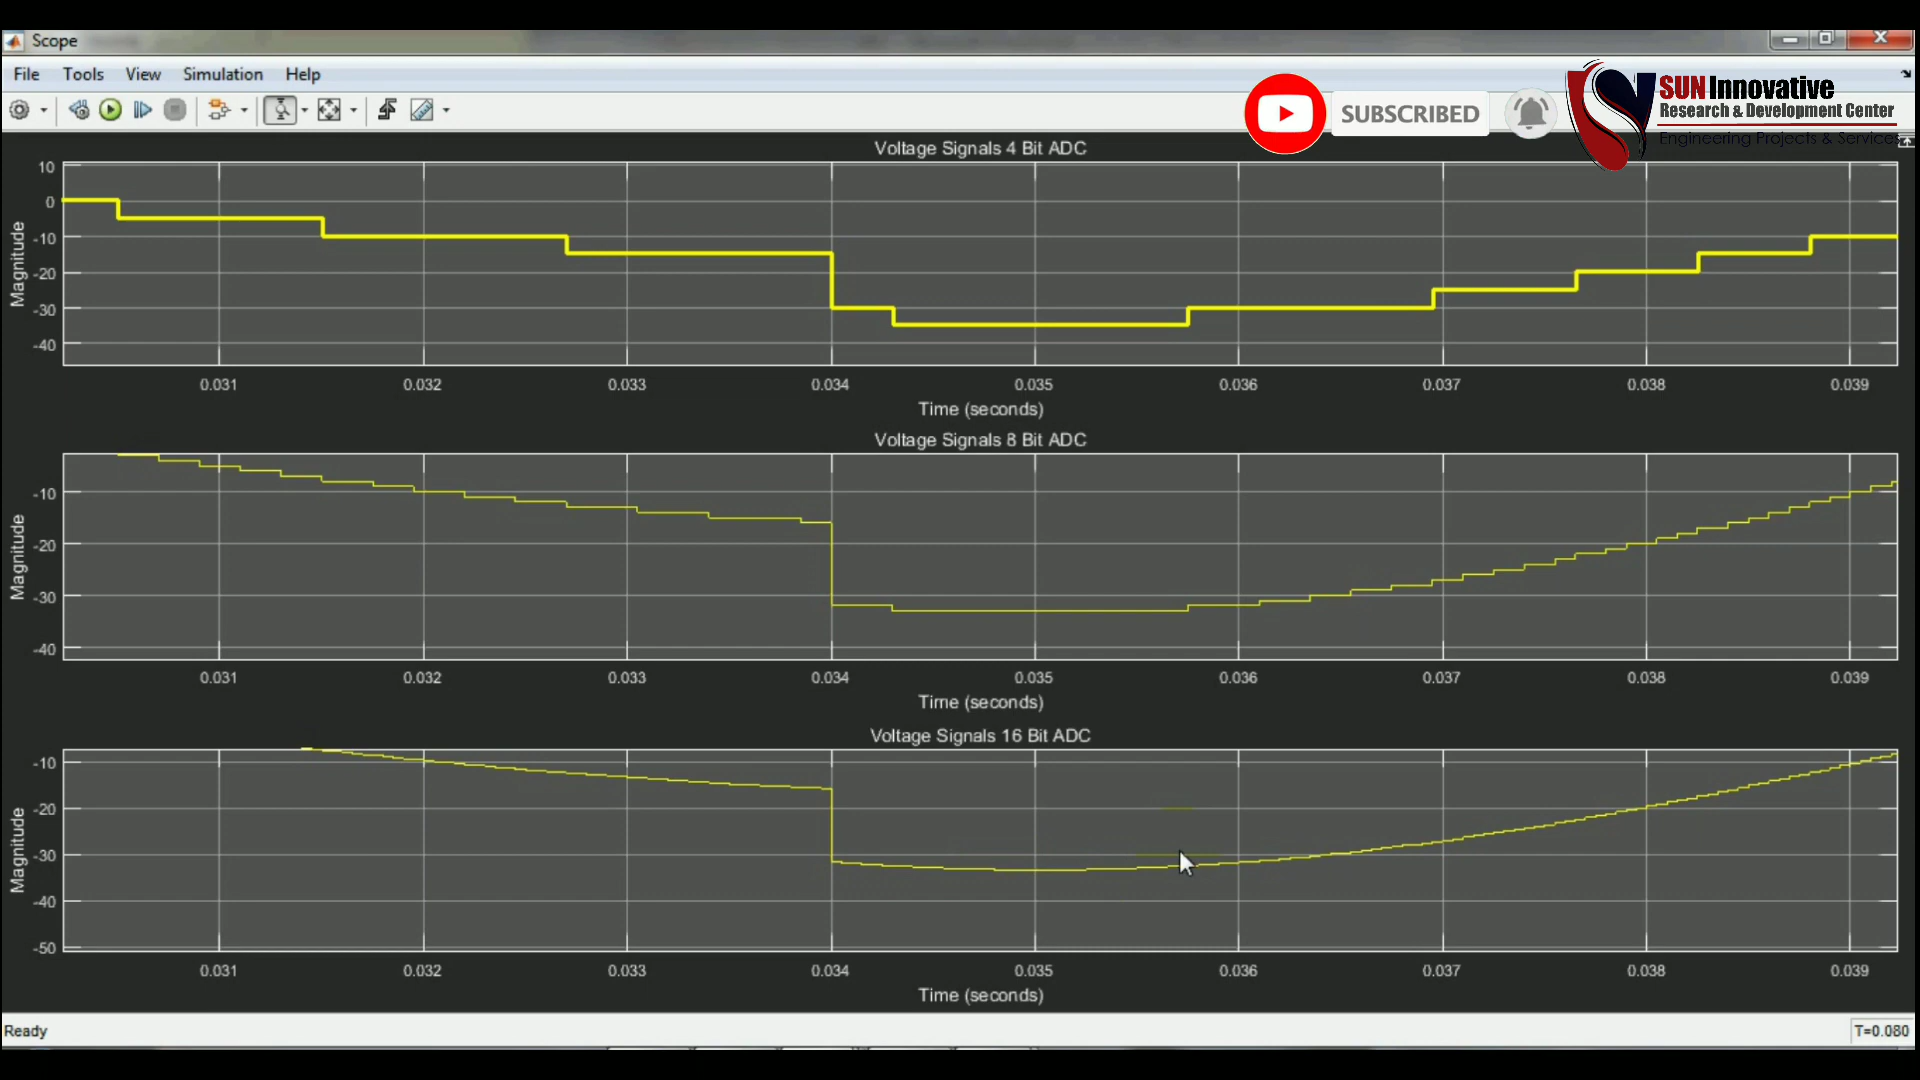 Scope
File Tools View Simulation Help
SUBSCRIBED
SUN Innovative
Research & Development Center
Engineering Projects & Services
Voltage Signals 4 Bit ADC
Magnitude
10
0
-10
-20
-30
-40
0.031 0.032 0.033 0.034 0.035 0.036 0.037 0.038 0.039
Time (seconds)
Voltage Signals 8 Bit ADC
Magnitude
-10
-20
-30
-40
0.031 0.032 0.033 0.034 0.035 0.036 0.037 0.038 0.039
Time (seconds)
Voltage Signals 16 Bit ADC
Magnitude
-10
-20
-30
-40
-50
0.031 0.032 0.033 0.034 0.035 0.036 0.037 0.038 0.039
Time (seconds)
Ready
T=0.080